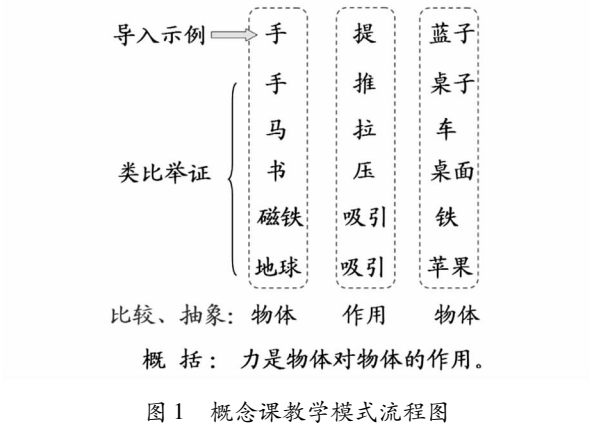 导入示例 手 提 蓝子
手 推 桌子
马 拉 车
类比举证 书 压 桌面
磁铁 吸引 铁
地球 吸引 苹果
比较、抽象：物体 作用 物体
概 括： 力是物体对物体的作用。
图1 概念课教学模式流程图